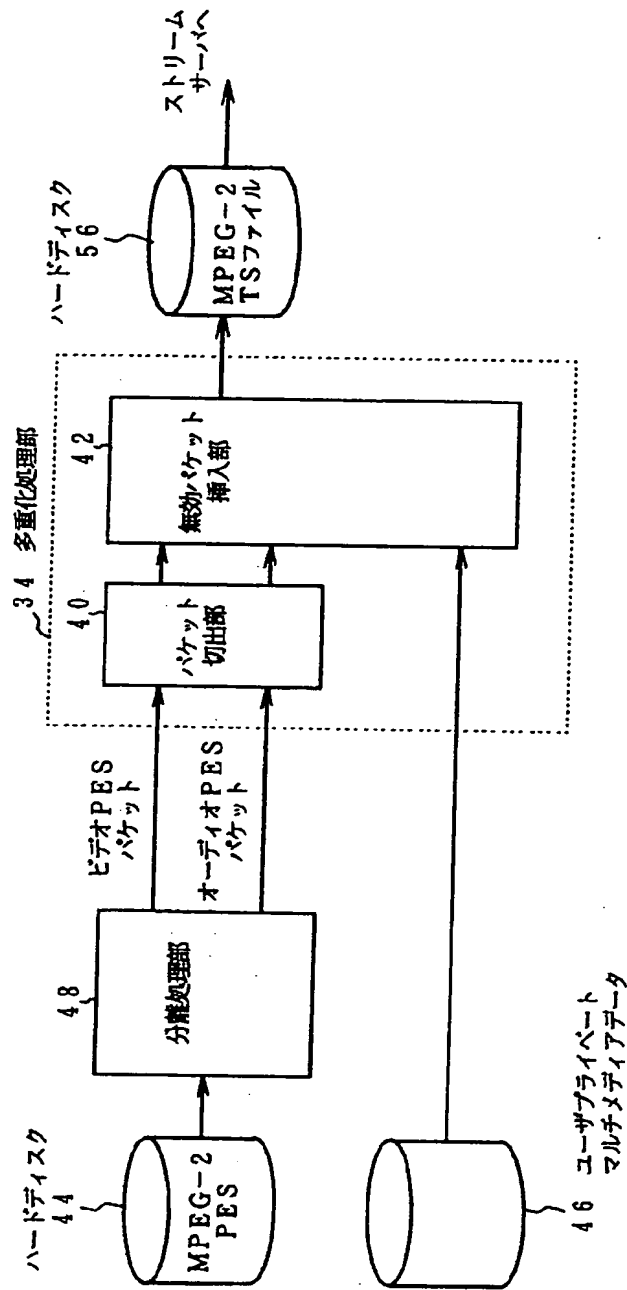 ハードディスク
44
MPEG-2
PES
48
分離処理部
ビデオPES
パケット
オーディオPES
パケット
34 多重化処理部
40
パケット
切出部
42
無効パケット
挿入部
ハードディスク
56
MPEG-2
TSファイル
ストリーム
サーバへ
46
ユーザプライベート
マルチメディアデータ